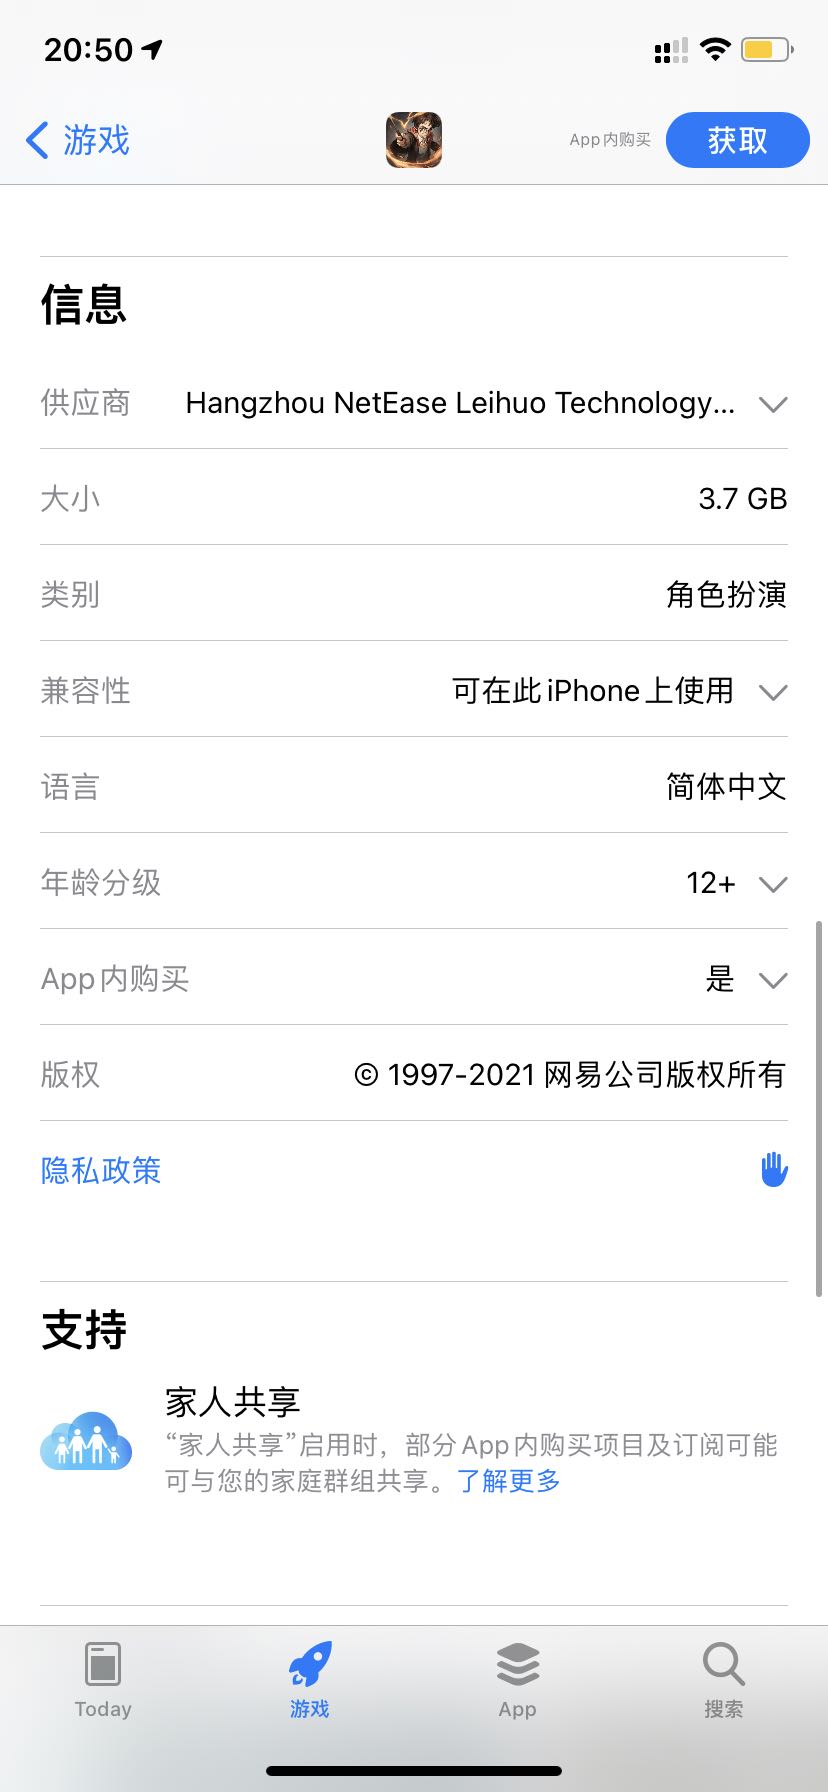 20:50
游戏
App内购买
获取
信息
供应商 Hangzhou NetEase Leihuo Technology...
大小 3.7 GB
类别 角色扮演
兼容性 可在此iPhone上使用
语言 简体中文
年龄分级 12+
App内购买 是
版权 © 1997-2021 网易公司版权所有
隐私政策
支持
家人共享
“家人共享”启用时，部分App内购买项目及订阅可能
可与您的家庭群组共享。了解更多
Today 游戏 App 搜索